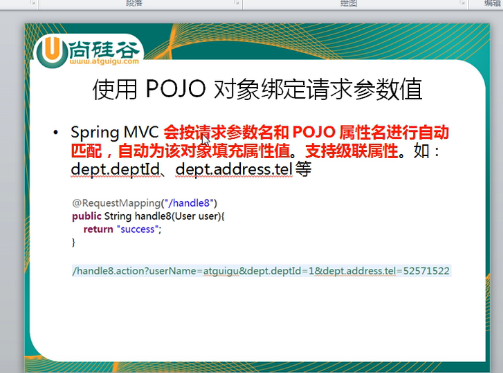 段落
绘图
编辑
尚硅谷
www.atguigu.com
使用 POJO 对象绑定请求参数值
• Spring MVC 会按请求参数名和 POJO 属性名进行自动
匹配，自动为该对象填充属性值。支持级联属性。如：
dept.deptId、dept.address.tel 等
@RequestMapping("/handle8")
public String handle8(User user){
return "success";
}
/handle8.action?userName=atguigu&dept.deptId=1&dept.address.tel=52571522